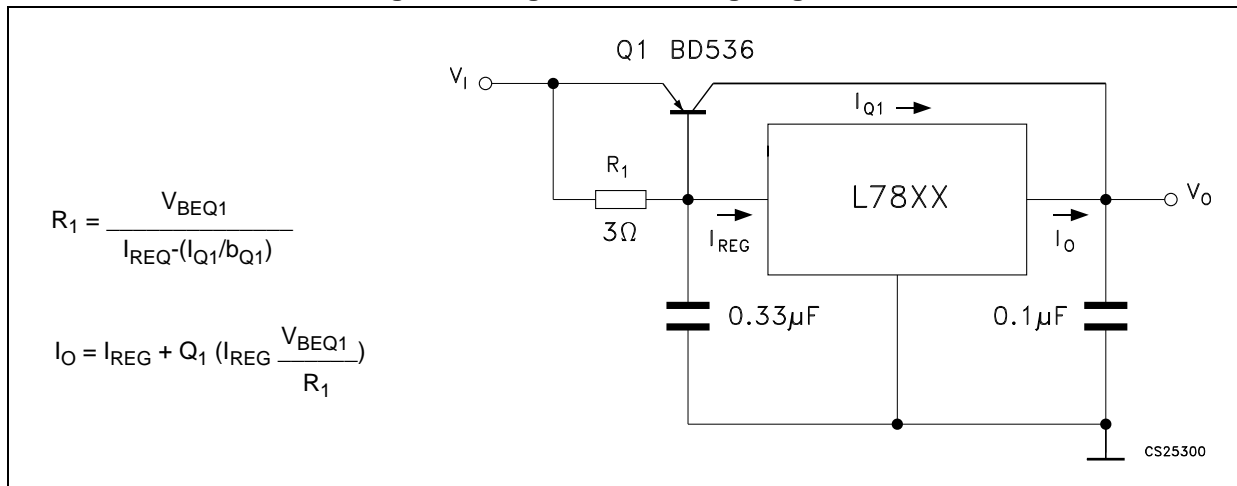 Q1 BD536
V_I
I_Q1
R_1
L78XX
V_O
3Ω
I_REG
I_O
0.33µF
0.1µF
R_1 = V_BEQ1
I_REQ-(I_Q1/b_Q1)
I_O = I_REG + Q_1 (I_REG V_BEQ1)
R_1
CS25300